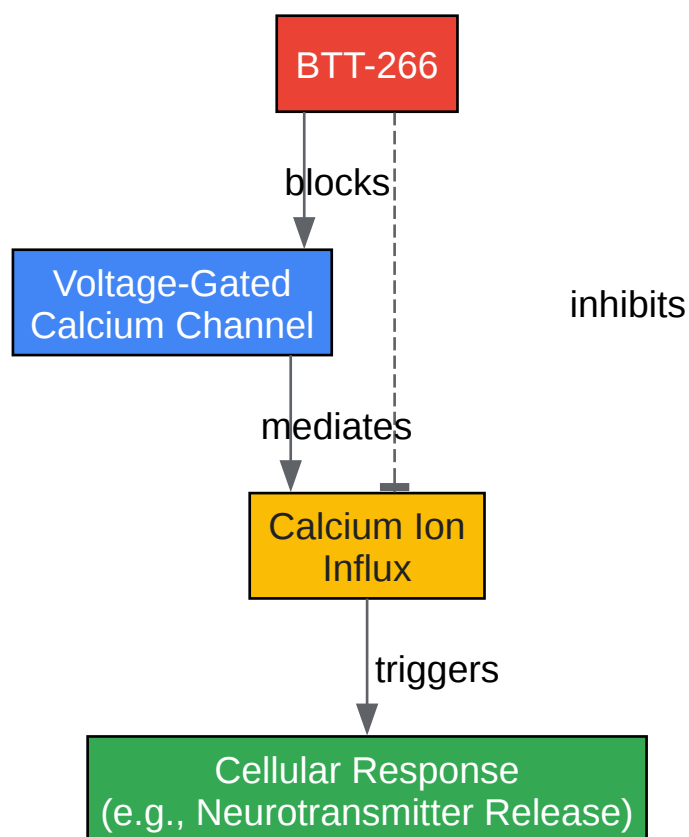 BTT-266
blocks
Voltage-Gated
Calcium Channel
inhibits
mediates
Calcium Ion
Influx
triggers
Cellular Response
(e.g., Neurotransmitter Release)